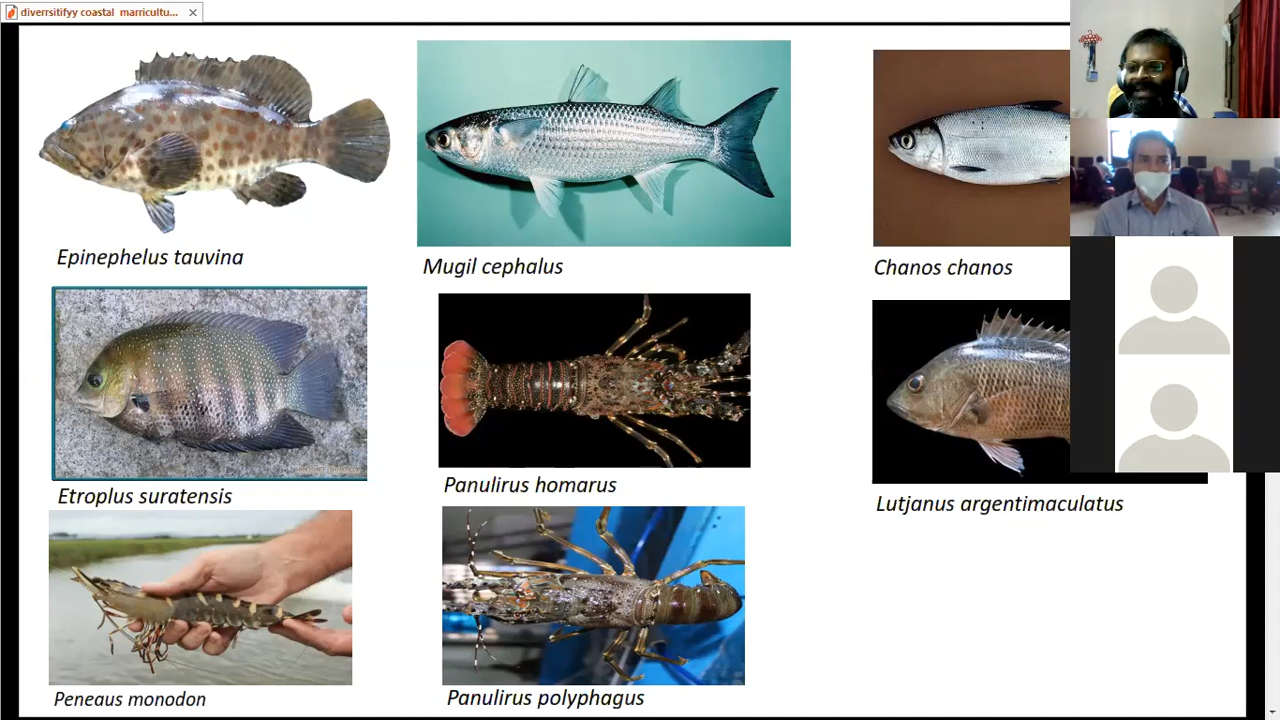 diverrsitifyy coastal marricultu...
Epinephelus tauvina
Mugil cephalus
Chanos chanos
Etroplus suratensis
Panulirus homarus
Lutjanus argentimaculatus
Peneaus monodon
Panulirus polyphagus